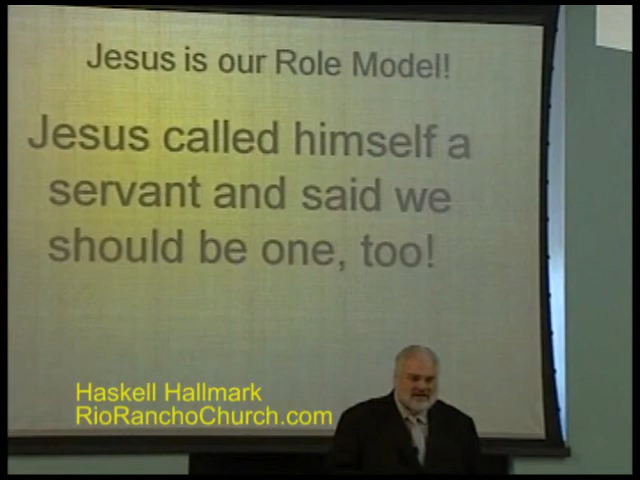 Jesus is our Role Model!
Jesus called himself a
servant and said we
should be one, too!
Haskell Hallmark
RioRanchoChurch.com